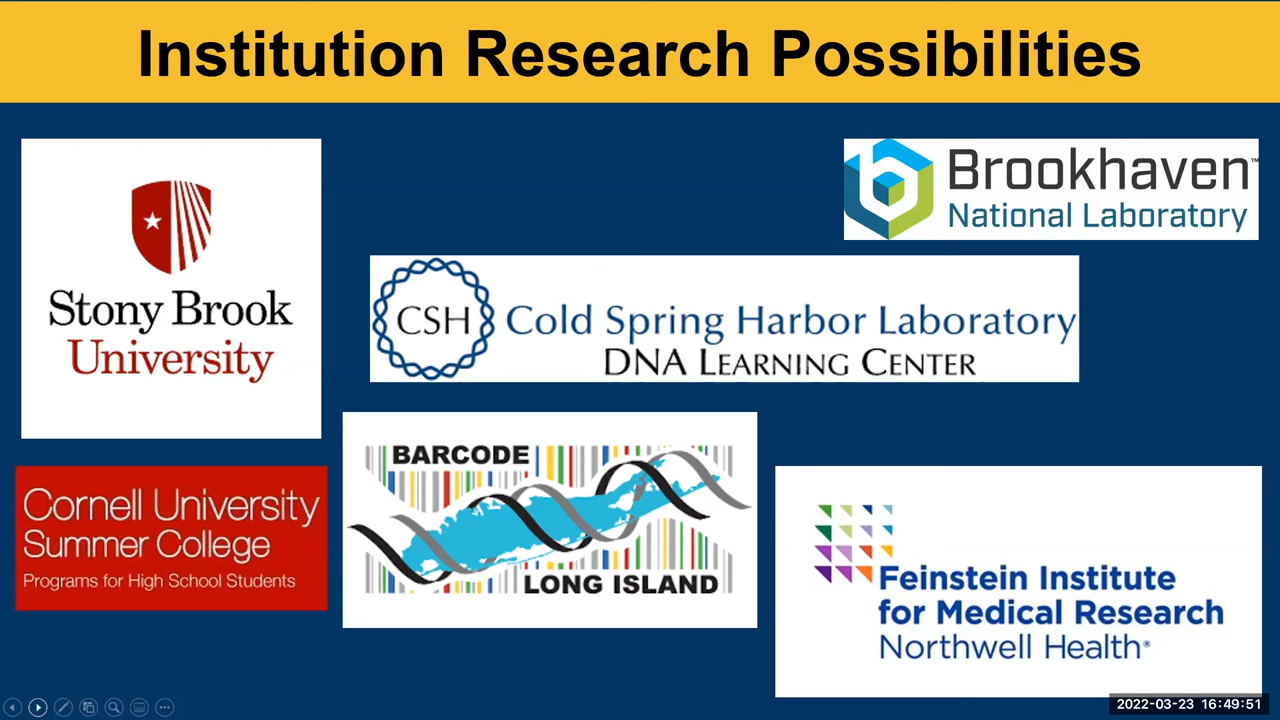 Institution Research Possibilities
Stony Brook
University
Brookhaven™
National Laboratory
CSH
Cold Spring Harbor Laboratory
DNA LEARNING CENTER
Cornell University
Summer College
Programs for High School Students
BARCODE
LONG ISLAND
Feinstein Institute
for Medical Research
Northwell Health®
2022-03-23 16:49:51